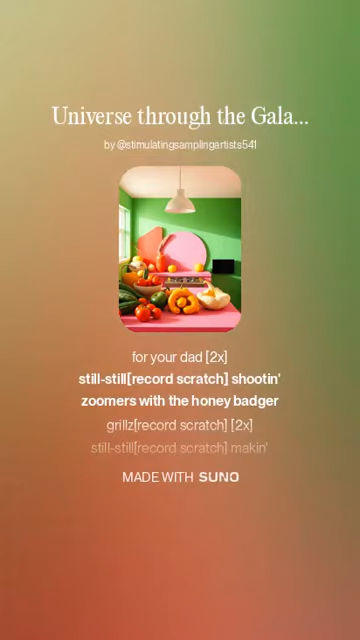 Universe through the Gala...
by @stimulatingsamplingartists541
for your dad [2x]
still-still[record scratch] shootin'
zoomers with the honey badger
grillz[record scratch] [2x]
still-still[record scratch] makin'
MADE WITH SUNO